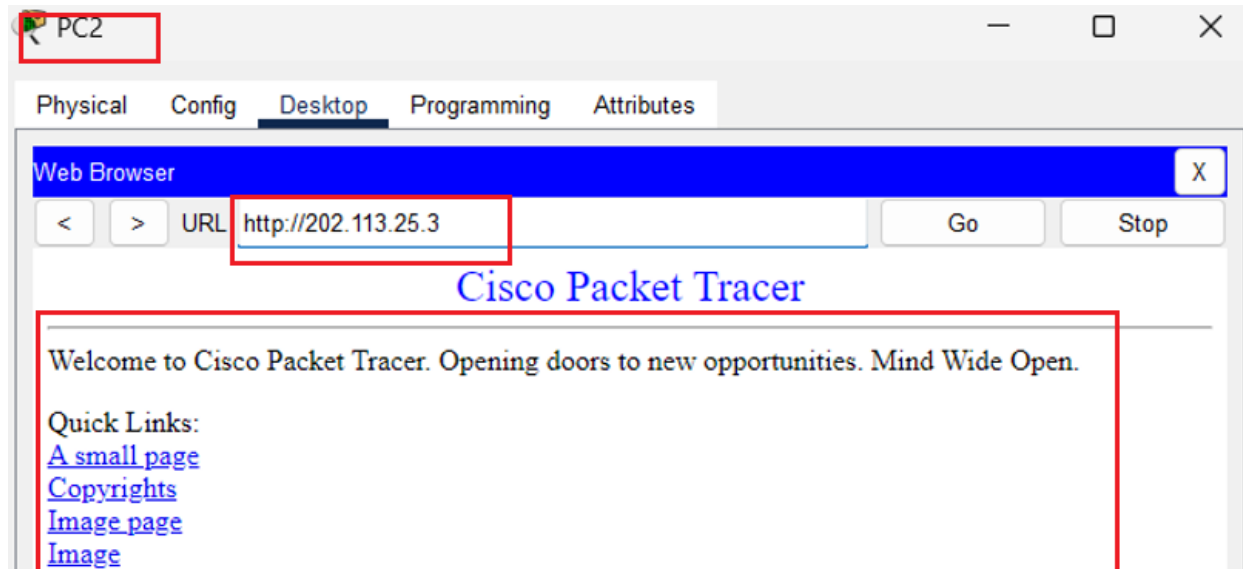 PC2
Physical Config Desktop Programming Attributes
Web Browser X
< > URL http://202.113.25.3 Go Stop
Cisco Packet Tracer
Welcome to Cisco Packet Tracer. Opening doors to new opportunities. Mind Wide Open.
Quick Links:
A small page
Copyrights
Image page
Image